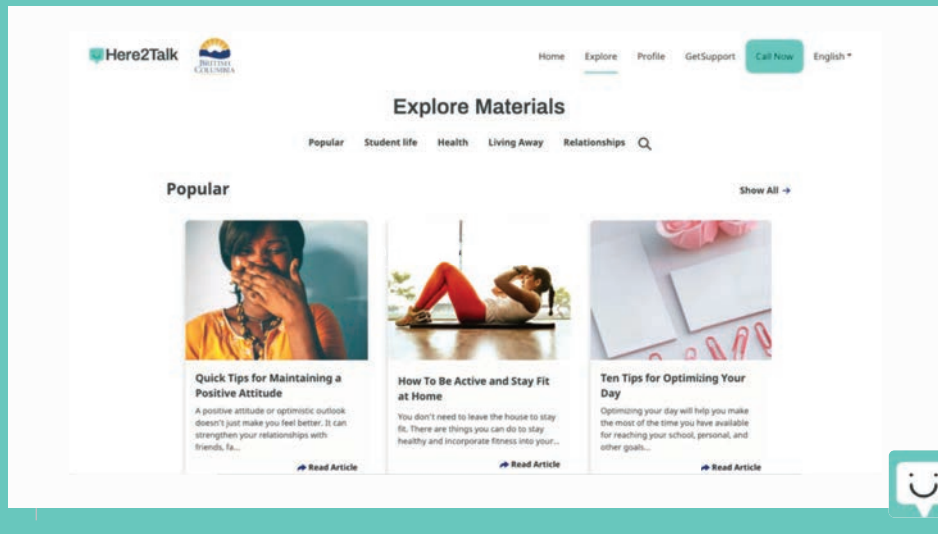 Here2Talk
BRITISH
COLUMBIA
Home Explore Profile GetSupport Call Now English
Explore Materials
Popular Student life Health Living Away Relationships
Popular
Show All →
Quick Tips for Maintaining a
Positive Attitude
A positive attitude or optimistic outlook
doesn't just make you feel better. It can
strengthen your relationships with
friends, fa...
Read Article
How To Be Active and Stay Fit
at Home
You don't need to leave the house to stay
fit. There are things you can do to stay
healthy and incorporate fitness into your...
Read Article
Ten Tips for Optimizing Your
Day
Optimizing your day will help you make
the most of the time you have available
for reaching your school, personal, and
other goals...
Read Article